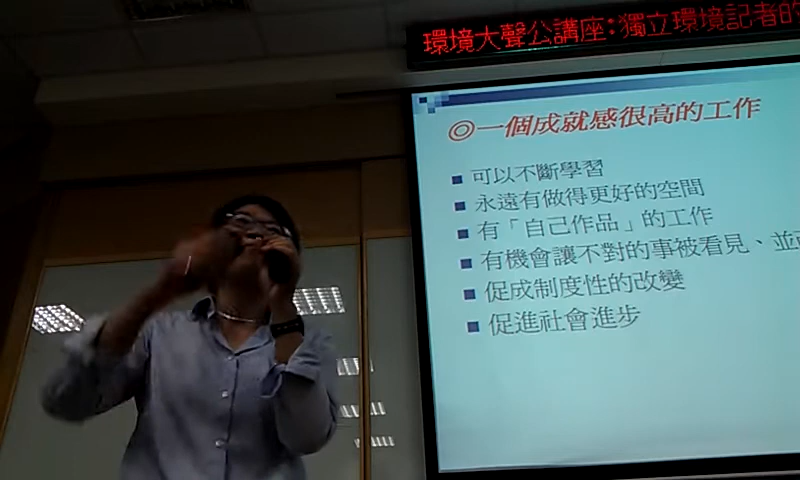 環境大聲公講座:獨立環境記者的
◎一個成就感很高的工作
■ 可以不斷學習
■ 永遠有做得更好的空間
■ 有「自己作品」的工作
■ 有機會讓不對的事被看見、並
■ 促成制度性的改變
■ 促進社會進步